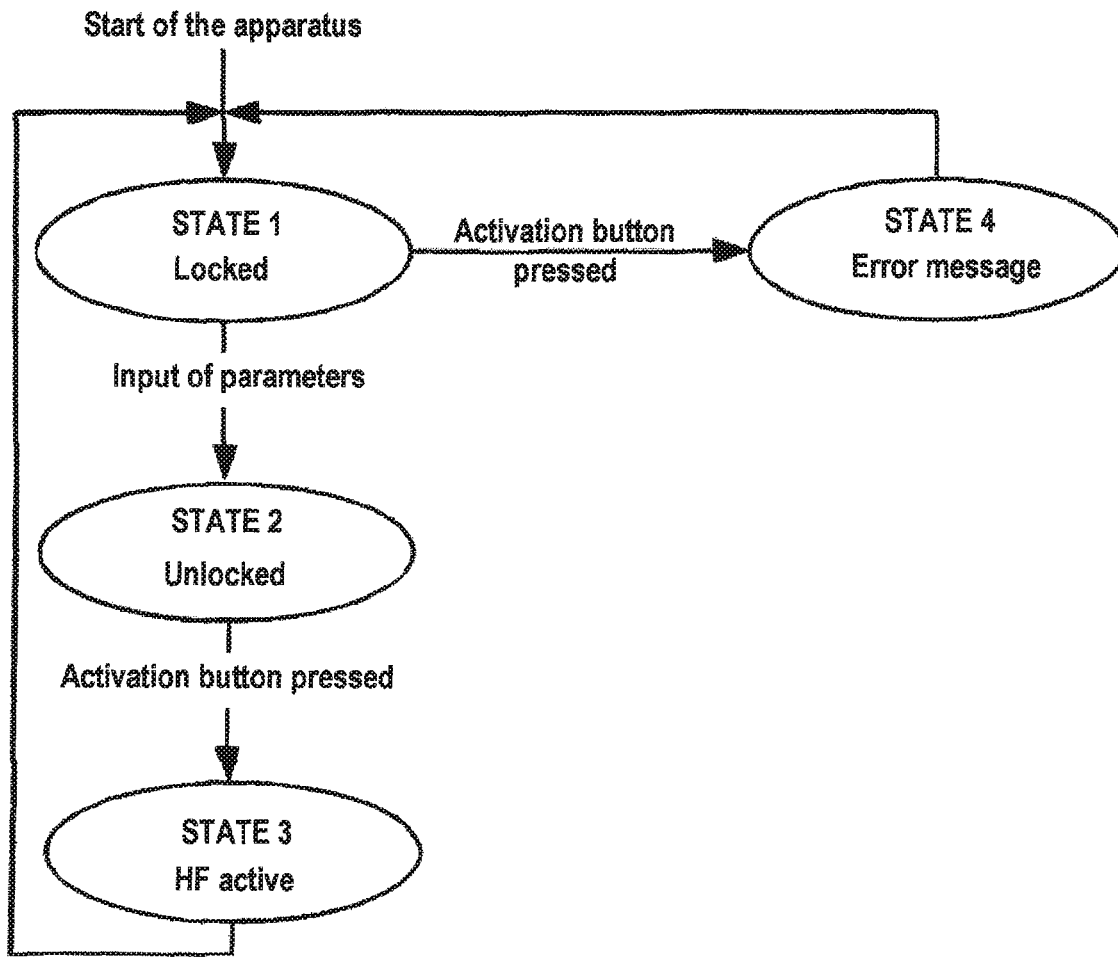 Start of the apparatus
STATE 1
Locked
Activation button
pressed
STATE 4
Error message
Input of parameters
STATE 2
Unlocked
Activation button pressed
STATE 3
HF active